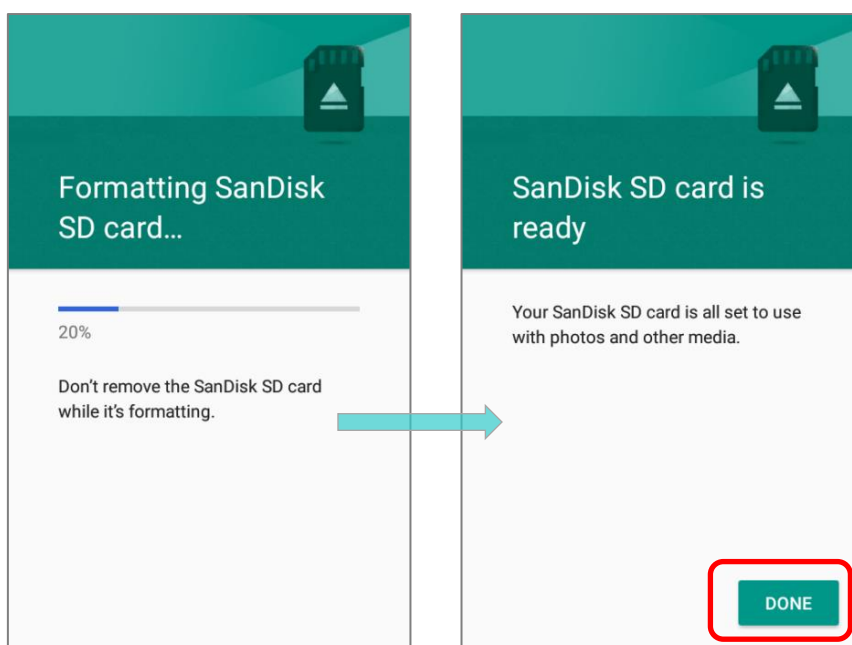 Formatting SanDisk
SD card...
20%
Don't remove the SanDisk SD card
while it's formatting.
SanDisk SD card is
ready
Your SanDisk SD card is all set to use
with photos and other media.
DONE